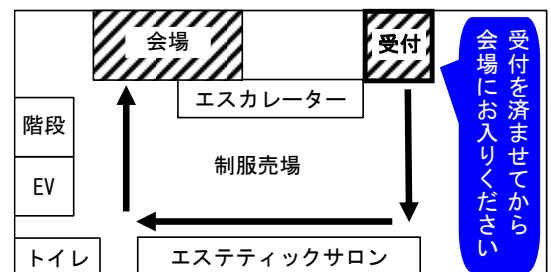 会場
受付
エスカレーター
階段
制服売場
EV
トイレ
エステティックサロン
受付を済ませてから
会場にお入りください